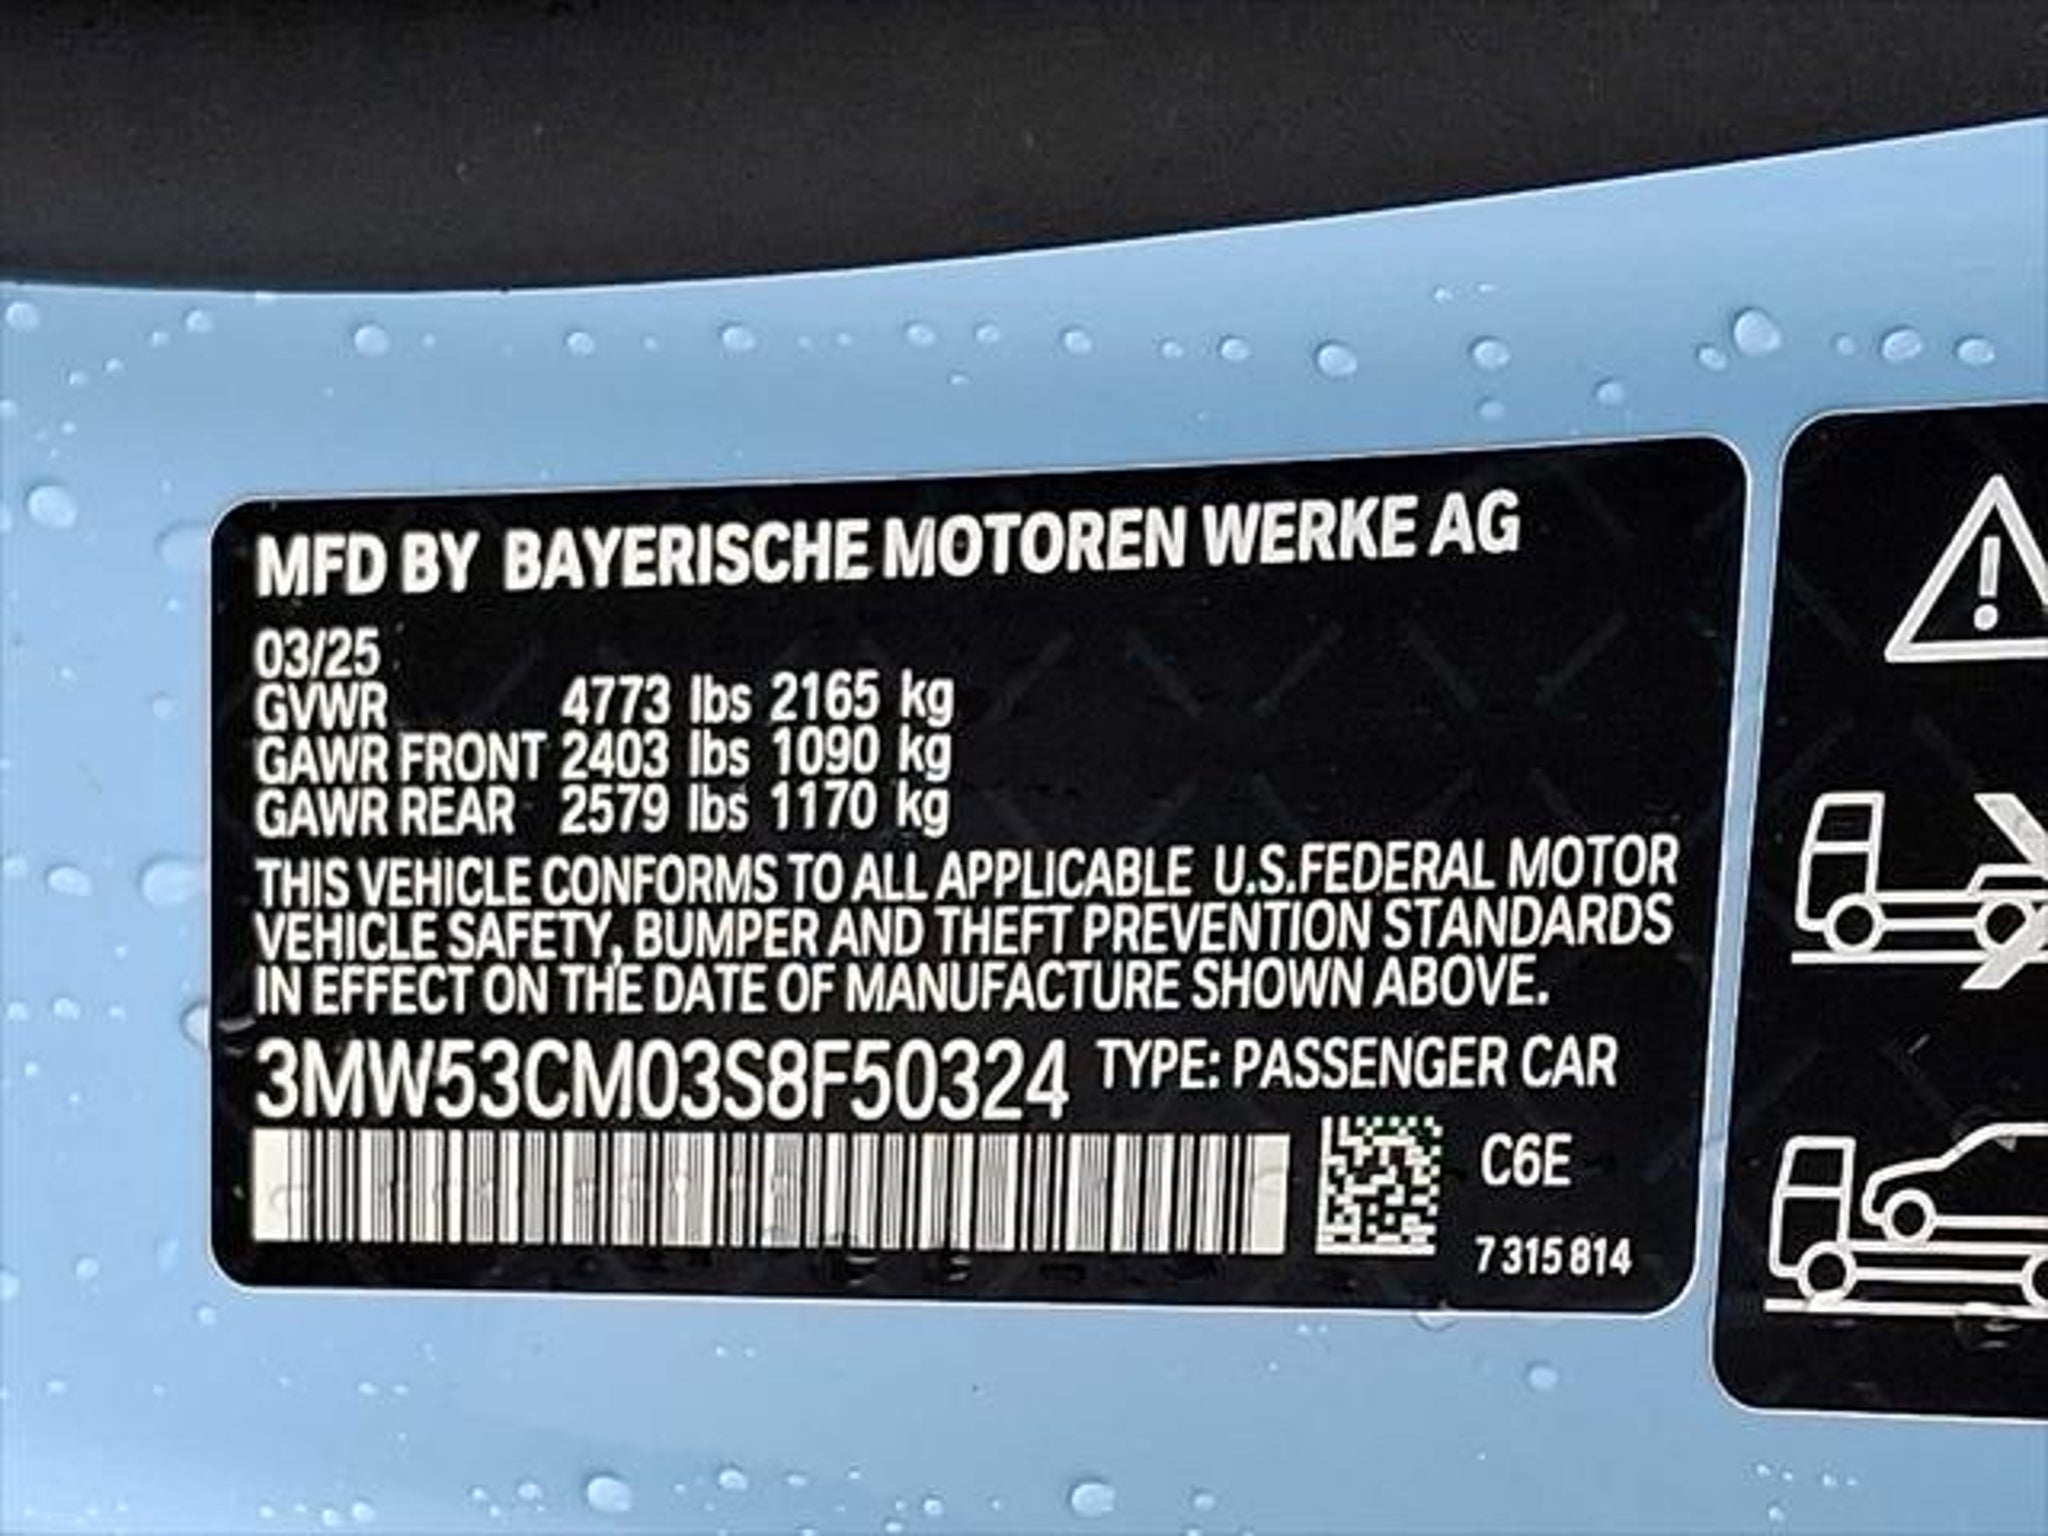 MFD BY BAYERISCHE MOTOREN WERKE AG
03/25
GVWR 4773 lbs 2165 kg
GAWR FRONT 2403 lbs 1090 kg
GAWR REAR 2579 lbs 1170 kg
THIS VEHICLE CONFORMS TO ALL APPLICABLE U.S.FEDERAL MOTOR
VEHICLE SAFETY, BUMPER AND THEFT PREVENTION STANDARDS
IN EFFECT ON THE DATE OF MANUFACTURE SHOWN ABOVE.
3MW53CM03S8F50324 TYPE: PASSENGER CAR
C6E
7 315 814